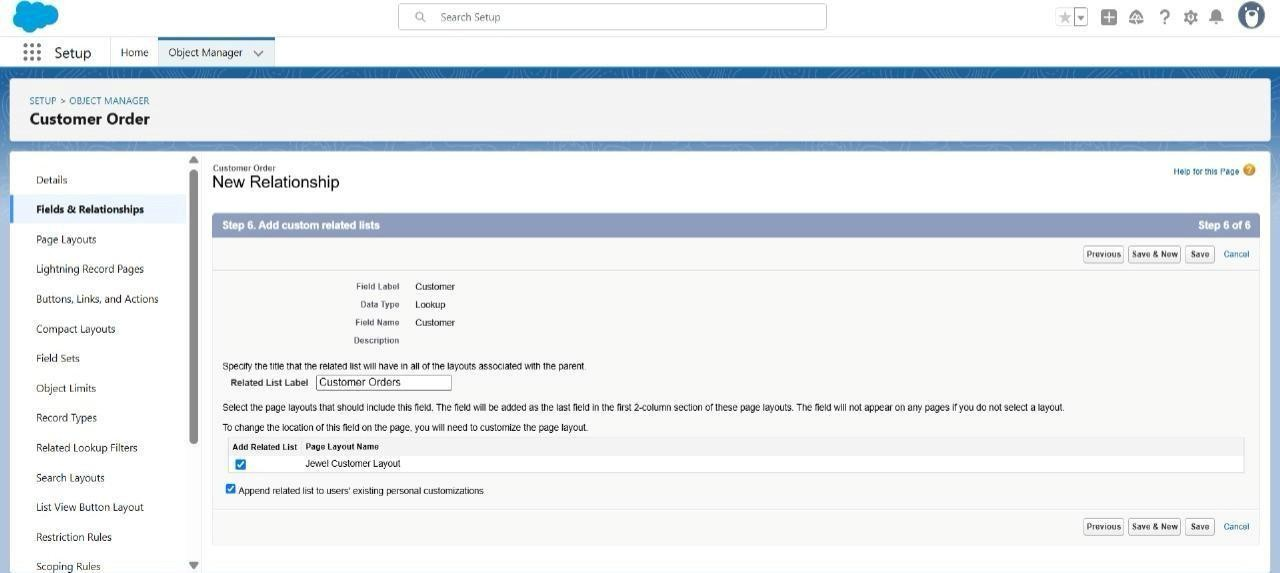 Search Setup
Setup
Home
Object Manager
SETUP > OBJECT MANAGER
Customer Order
Details
Fields & Relationships
Page Layouts
Lightning Record Pages
Buttons, Links, and Actions
Compact Layouts
Field Sets
Object Limits
Record Types
Related Lookup Filters
Search Layouts
List View Button Layout
Restriction Rules
Scoping Rules
Customer Order
New Relationship
Help for this Page ?
Step 6. Add custom related lists
Step 6 of 6
Previous Save & New Save Cancel
Field Label Customer
Data Type Lookup
Field Name Customer
Description
Specify the title that the related list will have in all of the layouts associated with the parent.
Related List Label Customer Orders
Select the page layouts that should include this field. The field will be added as the last field in the first 2-column section of these page layouts. The field will not appear on any pages if you do not select a layout.
To change the location of this field on the page, you will need to customize the page layout.
Add Related List Page Layout Name
Jewel Customer Layout
Append related list to users' existing personal customizations
Previous Save & New Save Cancel